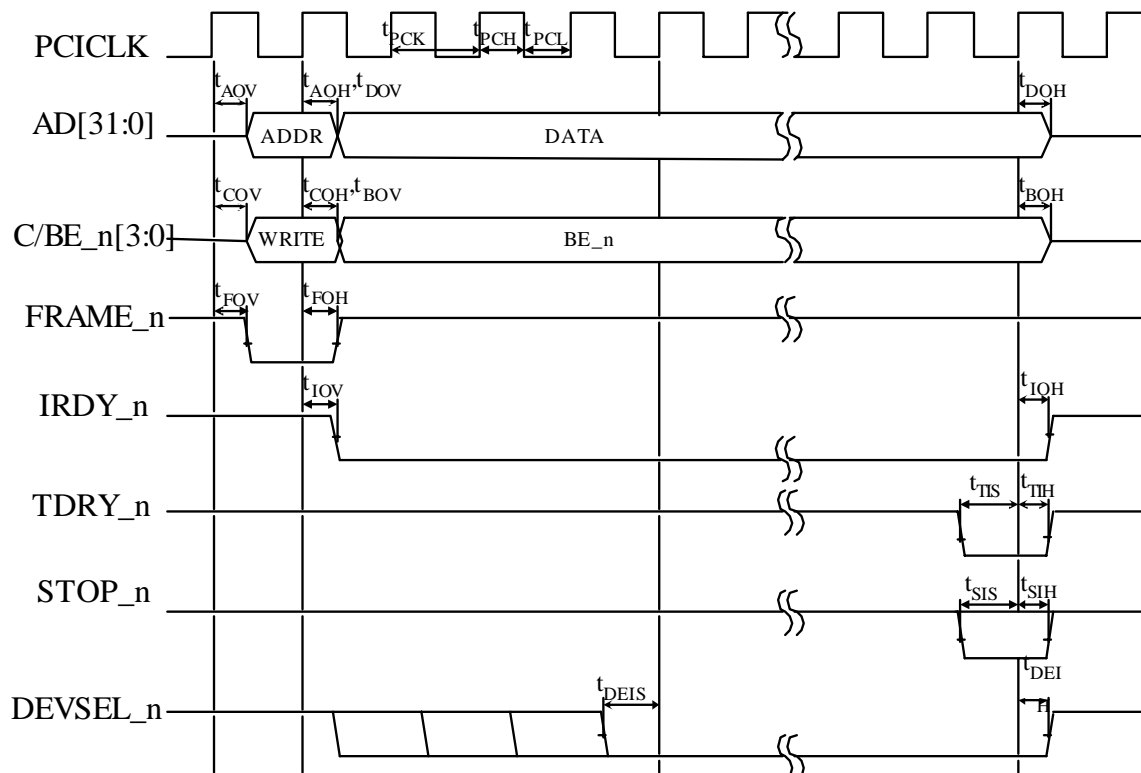 PCICLK
tPCK tPCH tPCL
tAOV tAOH,tDOV tDOH
AD[31:0] ADDR DATA
tCOV tCOH,tBOV tBOH
C/BE_n[3:0] WRITE BE_n
tFOV tFOH
FRAME_n
tIOV tIOH
IRDY_n
tTIS tTIH
TDRY_n
tSIS tSIH
STOP_n
tDEI
tDEIS
H
DEVSEL_n